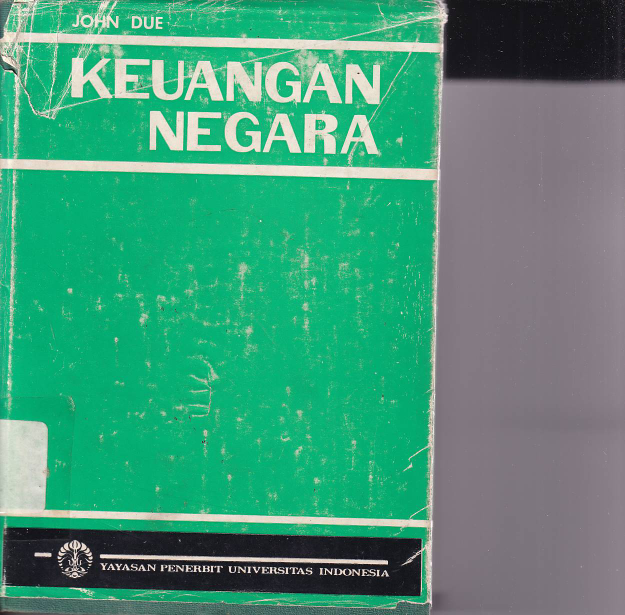 JOHN DUE
KEUANGAN
NEGARA
YAYASAN PENERBIT UNIVERSITAS INDONESIA